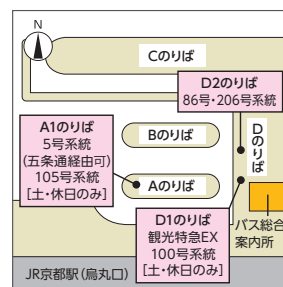 N
Cのりば
D2のりば
86号・206号系統
A1のりば
5号系統
(五条通経由可)
105号系統
[土・休日のみ]
Bのりば
Dのりば
Aのりば
D1のりば
観光特急EX
100号系統
[土・休日のみ]
バス総合
案内所
JR京都駅(烏丸口)